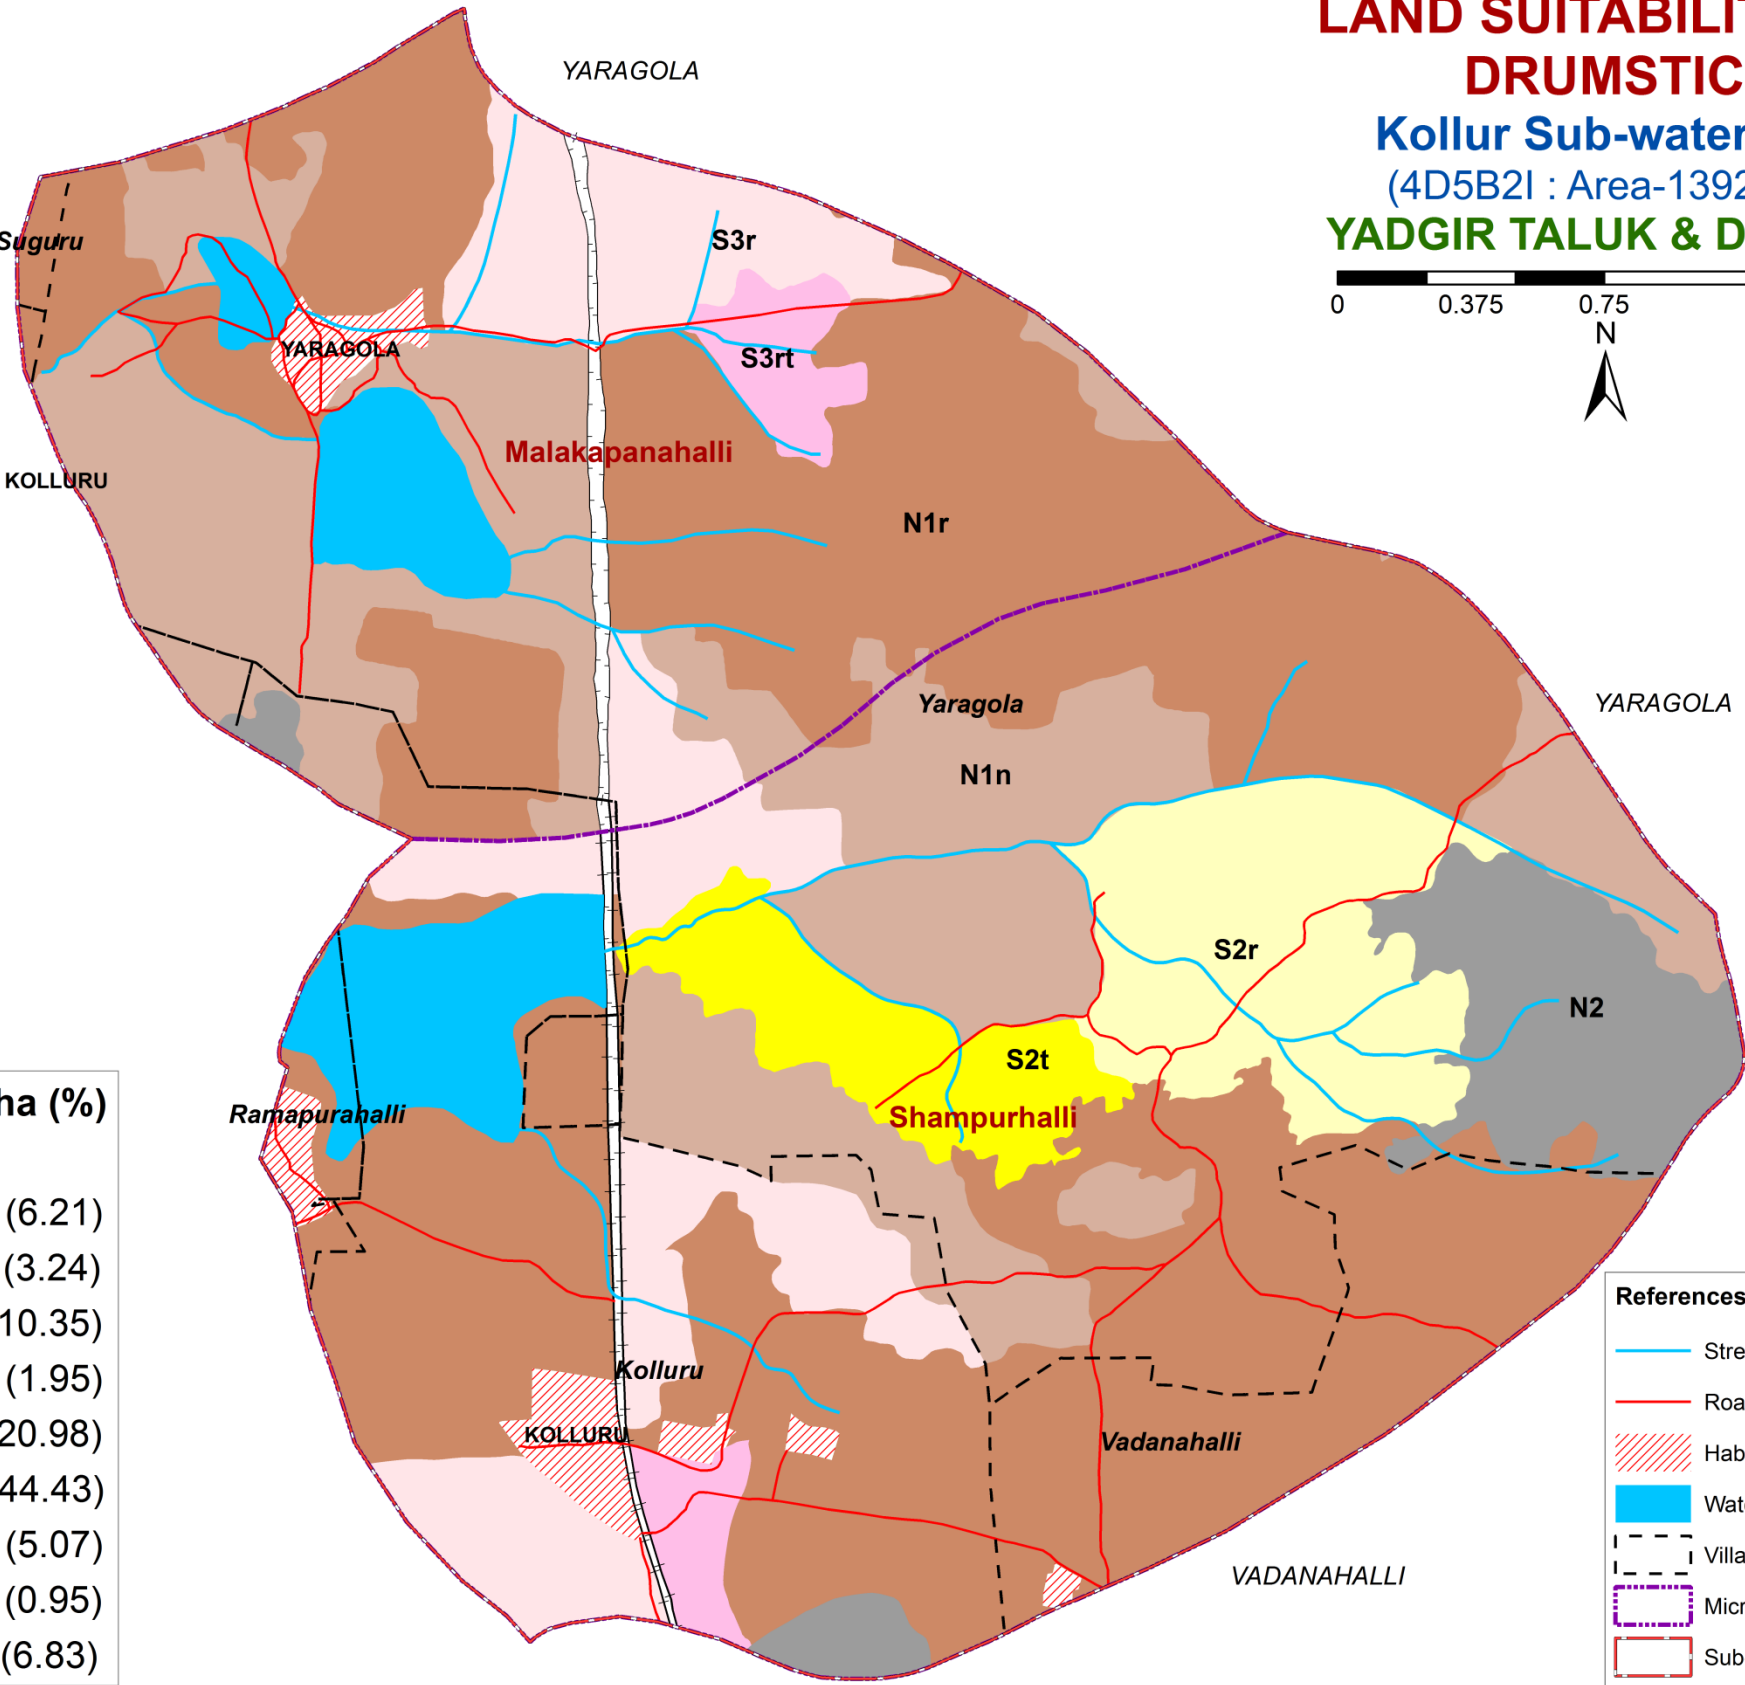 LAND SUITABILIT
DRUMSTIC
Kollur Sub-water
(4D5B2I : Area-1392
YADGIR TALUK & D
0 0.375 0.75
N
YARAGOLA
Suguru
S3r
YARAGOLA
S3rt
Malakapanahalli
KOLLURU
N1r
Yaragola
YARAGOLA
N1n
S2r
N2
S2t
Ramapurahalli
Shampurhalli
Kolluru
KOLLURU
Vadanahalli
VADANAHALLI
ha (%)
(6.21)
(3.24)
10.35)
(1.95)
20.98)
44.43)
(5.07)
(0.95)
(6.83)
References
Stre
Roa
Hab
Wat
Villa
Micr
Sub